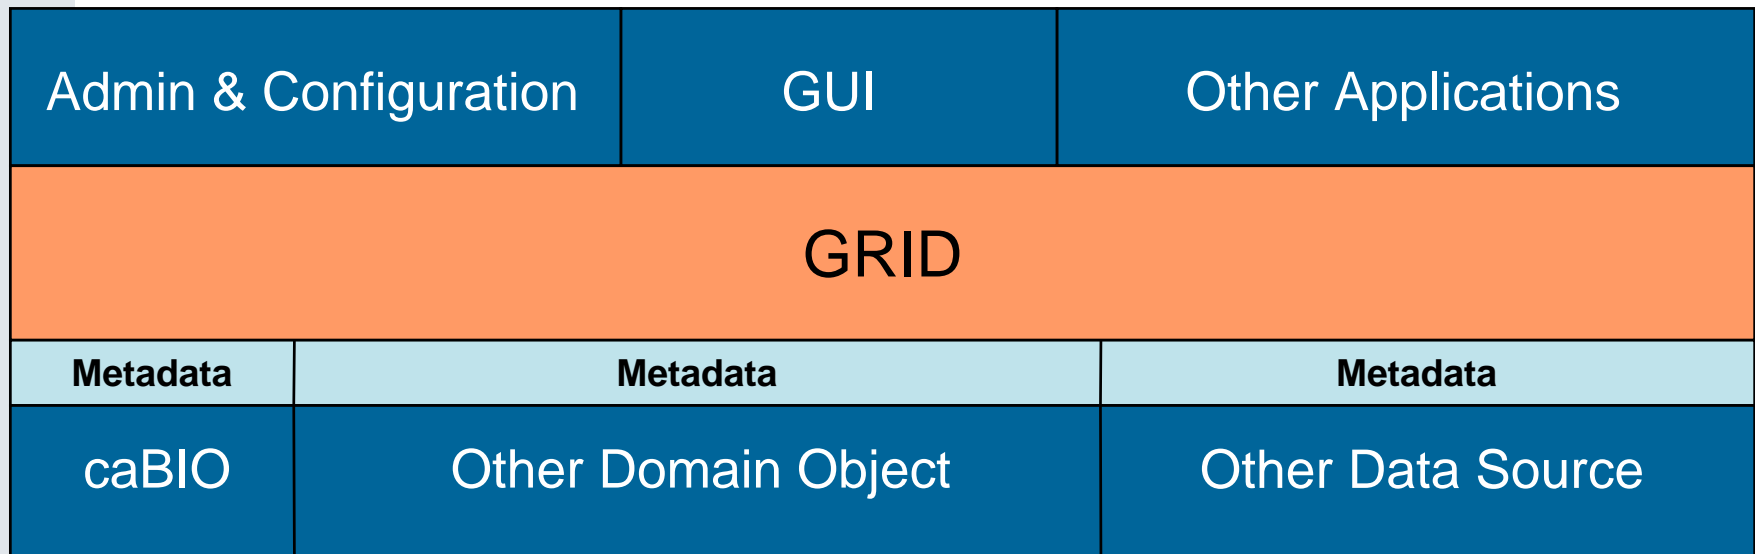 Admin & Configuration
GUI
Other Applications
GRID
Metadata
Metadata
Metadata
caBIO
Other Domain Object
Other Data Source